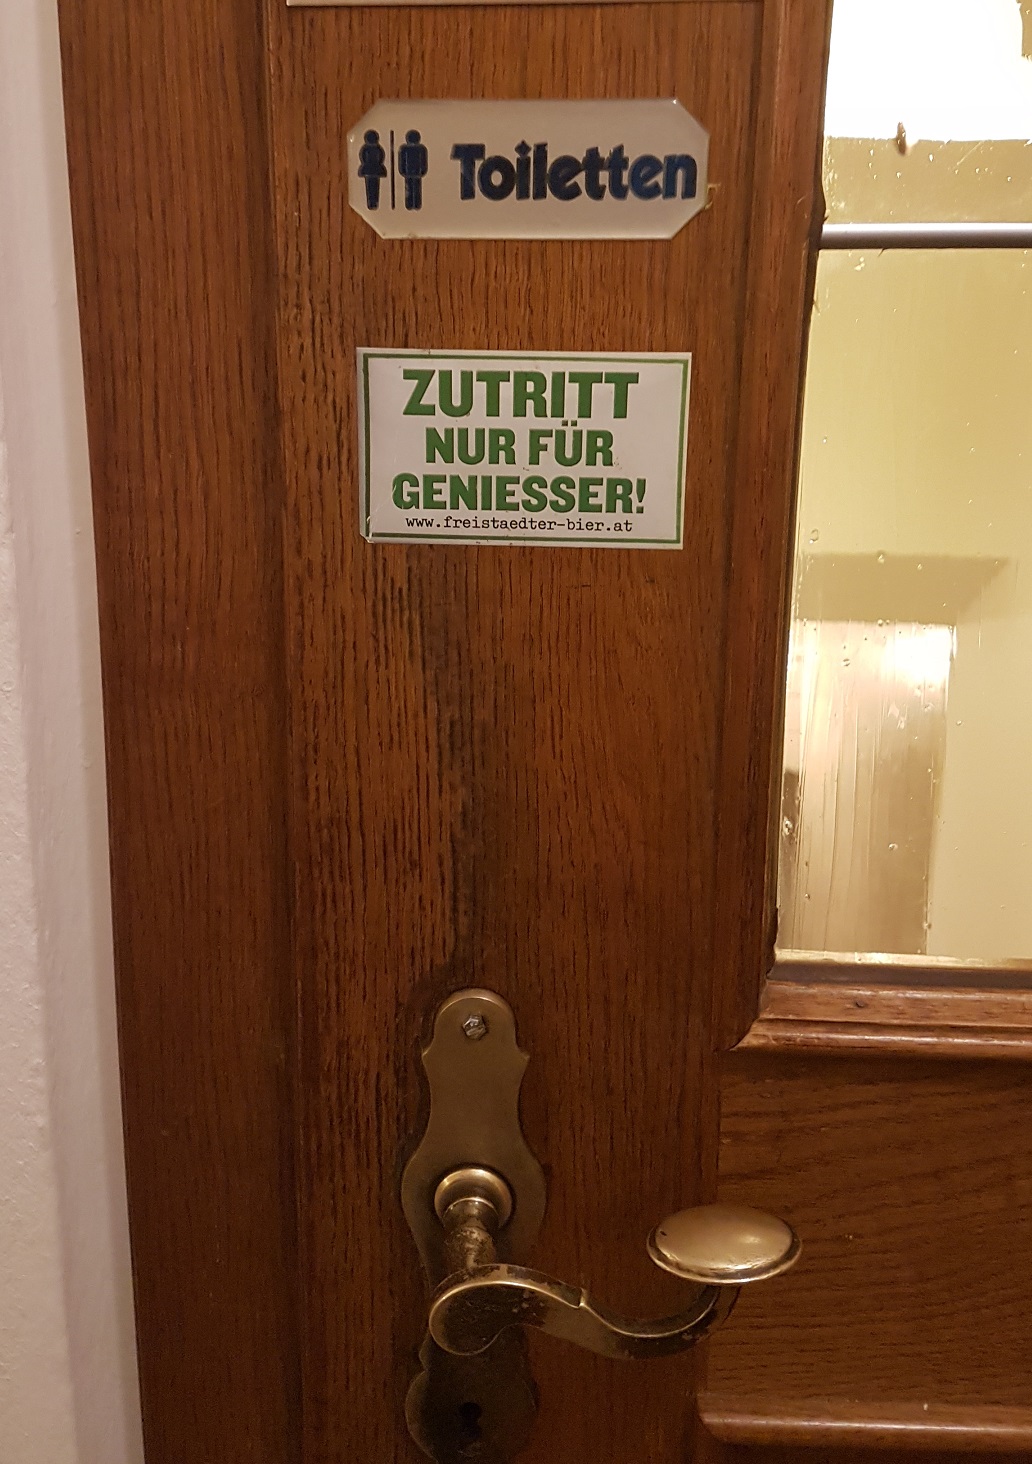 Toiletten
ZUTRITT
NUR FÜR
GENIESSER!
www.freistaedter-bier.at